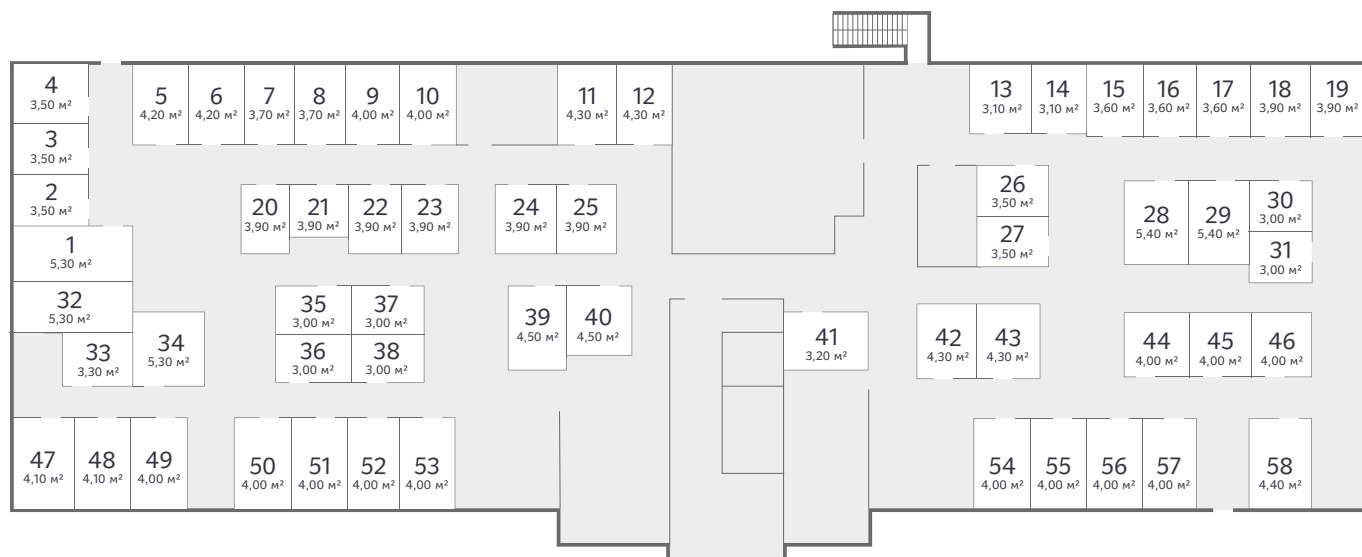 4
3,50 м²
3
3,50 м²
2
3,50 м²
1
5,30 м²
32
5,30 м²
33
3,30 м²
34
5,30 м²
5
4,20 м²
6
4,20 м²
7
3,70 м²
8
3,70 м²
9
4,00 м²
10
4,00 м²
11
4,30 м²
12
4,30 м²
13
3,10 м²
14
3,10 м²
15
3,60 м²
16
3,60 м²
17
3,60 м²
18
3,90 м²
19
3,90 м²
20
3,90 м²
21
3,90 м²
22
3,90 м²
23
3,90 м²
24
3,90 м²
25
3,90 м²
26
3,50 м²
27
3,50 м²
28
5,40 м²
29
5,40 м²
30
3,00 м²
31
3,00 м²
35
3,00 м²
37
3,00 м²
36
3,00 м²
38
3,00 м²
39
4,50 м²
40
4,50 м²
41
3,20 м²
42
4,30 м²
43
4,30 м²
44
4,00 м²
45
4,00 м²
46
4,00 м²
47
4,10 м²
48
4,10 м²
49
4,00 м²
50
4,00 м²
51
4,00 м²
52
4,00 м²
53
4,00 м²
54
4,00 м²
55
4,00 м²
56
4,00 м²
57
4,00 м²
58
4,40 м²